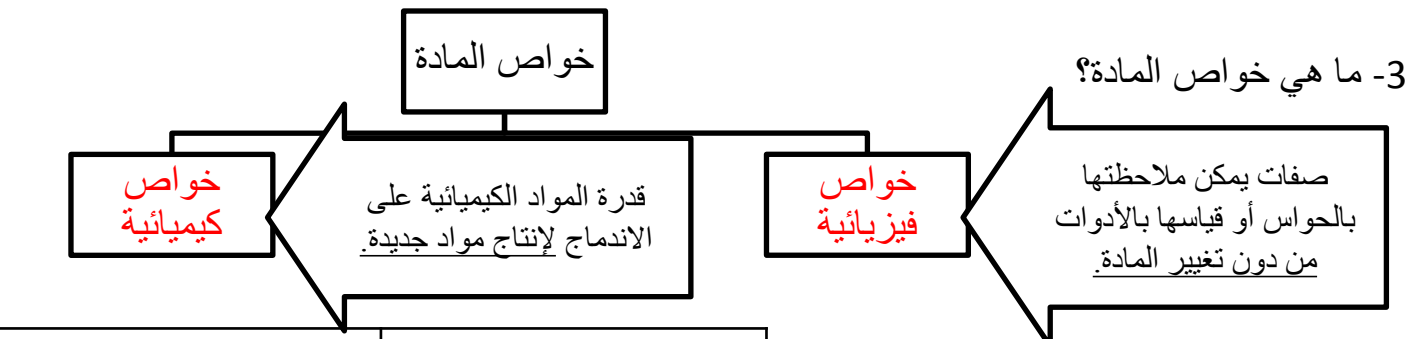 3- ما هي خواص المادة؟
خواص المادة
خواص
فيزيائية
صفات يمكن ملاحظتها
بالحواس أو قياسها بالأدوات
من دون تغيير المادة.
خواص
كيميائية
قدرة المواد الكيميائية على
الاندماج لإنتاج مواد جديدة.